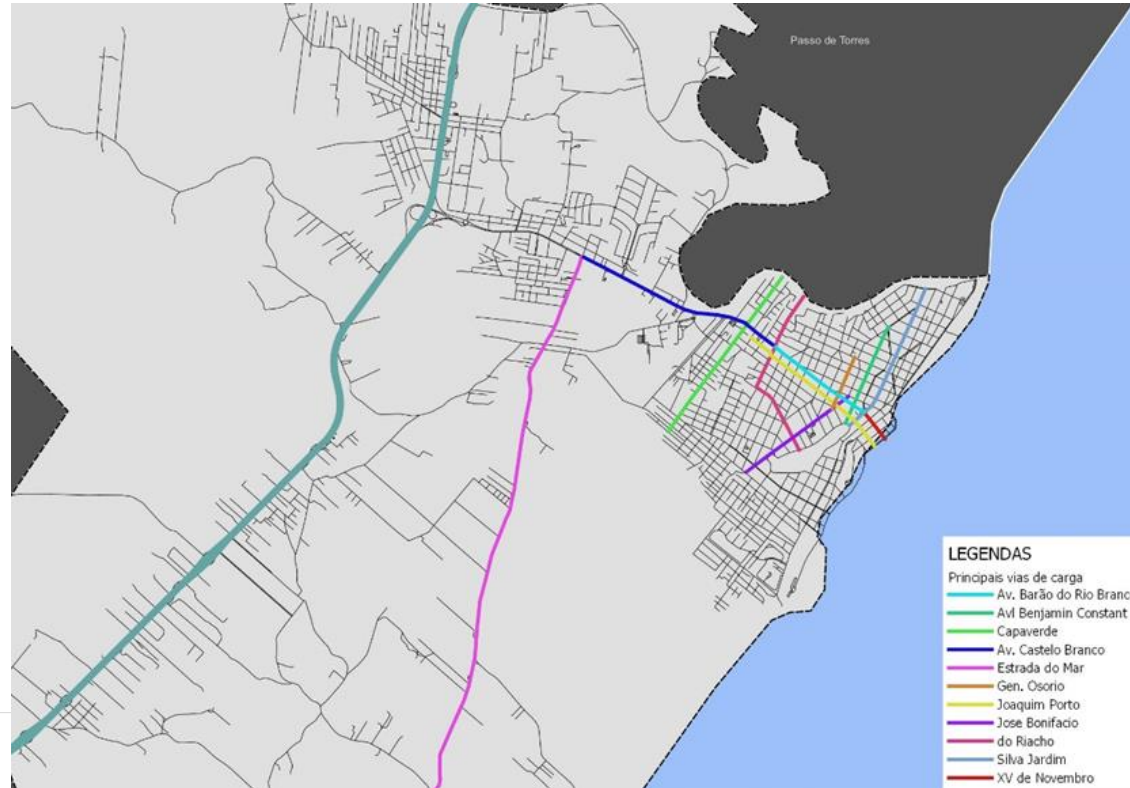 Passo de Torres
LEGENDAS
Principais vias de carga
Av. Barão do Rio Branc
Avl Benjamin Constant
Capaverde
Av. Castelo Branco
Estrada do Mar
Gen. Osorio
Joaquim Porto
Jose Bonifacio
do Riacho
Silva Jardim
XV de Novembro